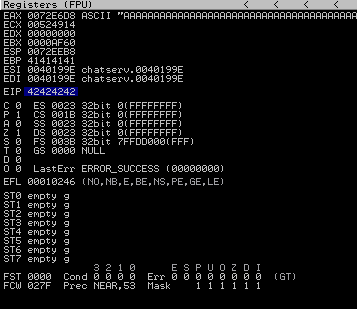 Registers (FPU) < < < <
EAX 0072E6D8 ASCII "AAAAAAAAAAAAAAAAAAAAAAAAAAAAAAAAAAA
ECX 00524914
EDX 00000000
EBX 0000AF60
ESP 0072EEB8
EBP 41414141
ESI 0040199E chatserv.0040199E
EDI 0040199E chatserv.0040199E
EIP 42424242
C 0 ES 0023 32bit 0(FFFFFFFF)
P 1 CS 001B 32bit 0(FFFFFFFF)
A 0 SS 0023 32bit 0(FFFFFFFF)
Z 1 DS 0023 32bit 0(FFFFFFFF)
S 0 FS 003B 32bit 7FFDD000(FFF)
T 0 GS 0000 NULL
D 0
O 0 LastErr ERROR_SUCCESS (00000000)
EFL 00010246 (NO,NB,E,BE,NS,PE,GE,LE)
ST0 empty g
ST1 empty g
ST2 empty g
ST3 empty g
ST4 empty g
ST5 empty g
ST6 empty g
ST7 empty g
3 2 1 0 E S P U O Z D I
FST 0000 Cond 0 0 0 0 Err 0 0 0 0 0 0 0 0 (GT)
FCW 027F Prec NEAR,53 Mask 1 1 1 1 1 1